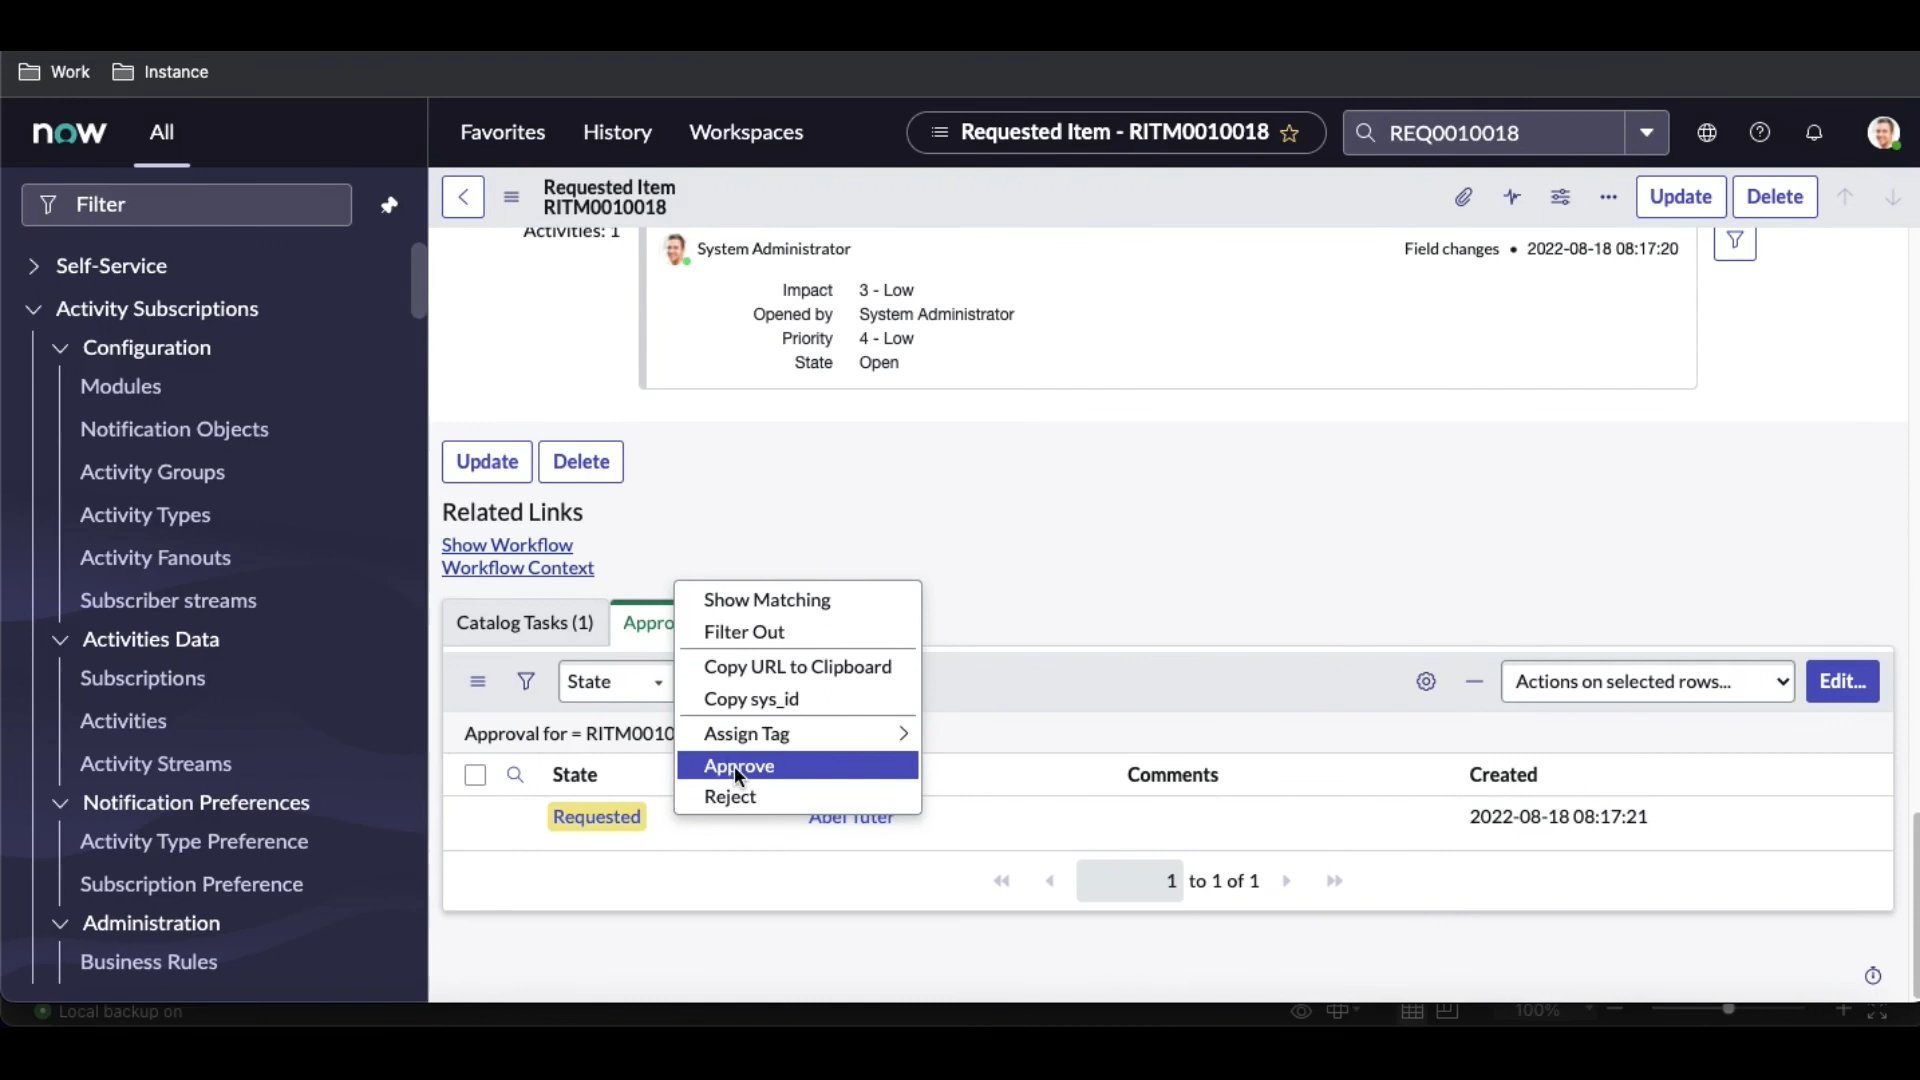 Work
Instance
now
All
Favorites
History
Workspaces
Requested Item - RITM0010018
REQ0010018
Filter
Requested Item
RITM0010018
Update
Delete
Self-Service
Activity Subscriptions
Configuration
Modules
Notification Objects
Activity Groups
Activity Types
Activity Fanouts
Subscriber streams
Activities Data
Subscriptions
Activities
Activity Streams
Notification Preferences
Activity Type Preference
Subscription Preference
Administration
Business Rules
Activities: 1
System Administrator
Field changes • 2022-08-18 08:17:20
Impact 3 - Low
Opened by System Administrator
Priority 4 - Low
State Open
Update
Delete
Related Links
Show Workflow
Workflow Context
Catalog Tasks (1)
Appro
Show Matching
Filter Out
Copy URL to Clipboard
Copy sys_id
Assign Tag
Approve
Reject
State
Actions on selected rows...
Edit...
Approval for = RITM0010
State
Comments
Created
Requested
Abel Tuter
2022-08-18 08:17:21
1 to 1 of 1
Local backup on
100%